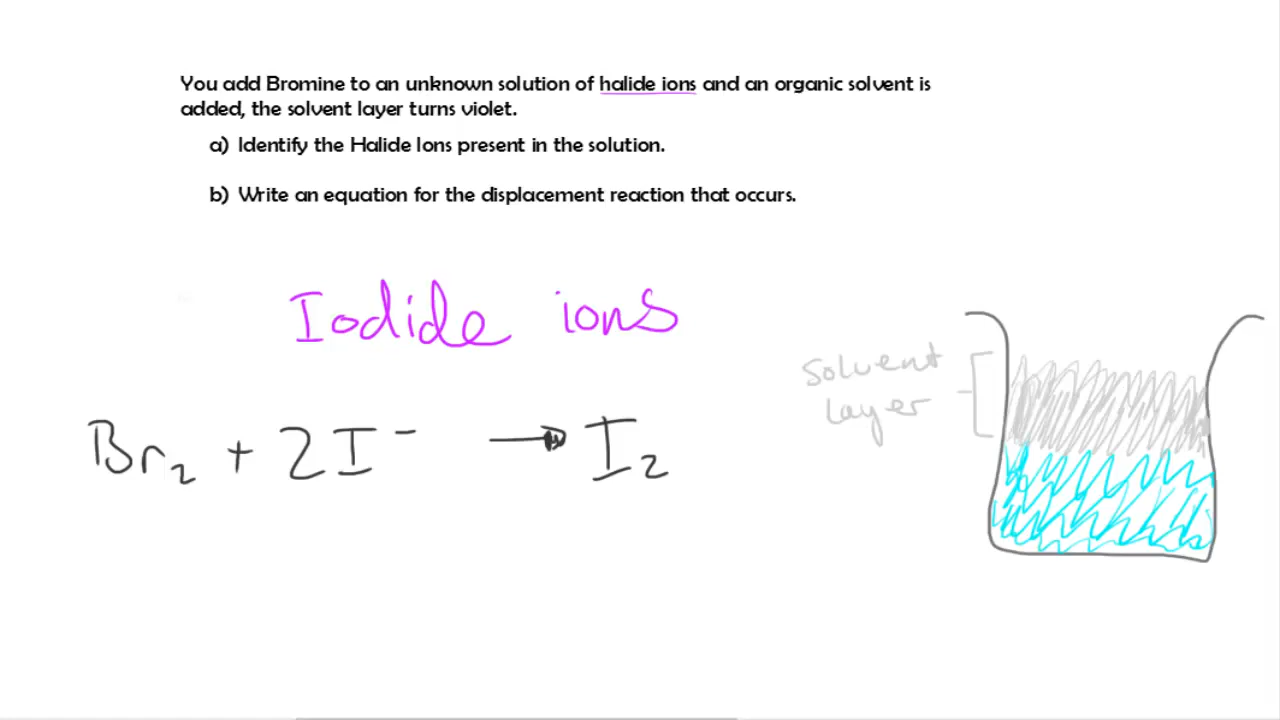 You add Bromine to an unknown solution of halide ions and an organic solvent is
added, the solvent layer turns violet.
a) Identify the Halide Ions present in the solution.
b) Write an equation for the displacement reaction that occurs.
Iodide ions
Solvent
layer
Br₂ + 2I⁻ → I₂